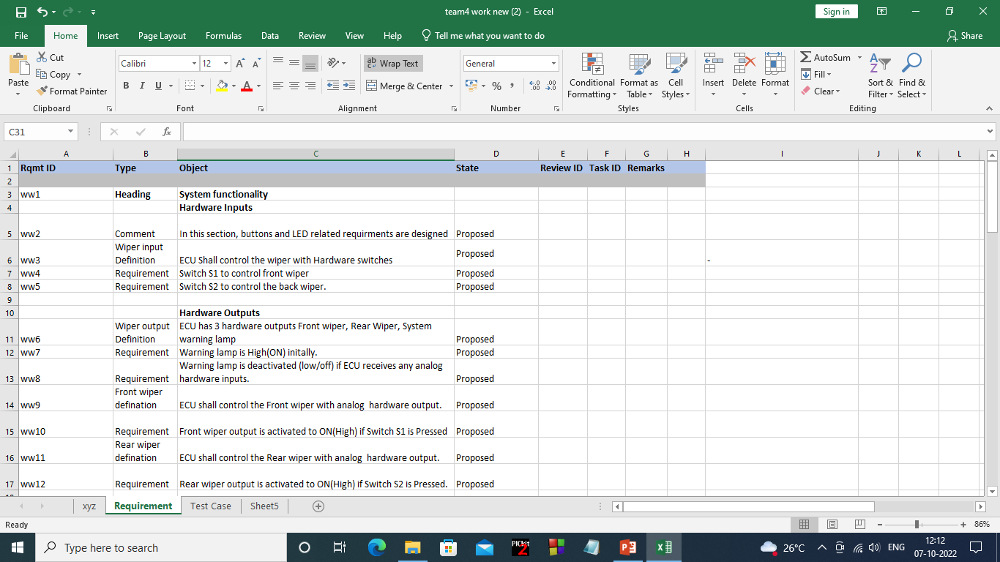 team4 work new (2) - Excel
Sign in
File Home Insert Page Layout Formulas Data Review View Help Tell me what you want to do Share
Cut
Copy
Format Painter
Paste
Clipboard
Calibri 12
B I U
Font
Wrap Text
Merge & Center
Alignment
General
Number
Conditional Formatting
Format as Table
Cell Styles
Styles
Insert Delete Format
Cells
AutoSum
Fill
Clear
Sort & Filter
Find & Select
Editing
C31 fx
A B C D E F G H I J K L
1 Rqmt ID Type Object State Review ID Task ID Remarks
2
3 ww1 Heading System functionality
4 Hardware Inputs
5 ww2 Comment In this section, buttons and LED related requirments are designed Proposed
Wiper input
6 ww3 Definition ECU Shall control the wiper with Hardware switches Proposed -
7 ww4 Requirement Switch S1 to control front wiper Proposed
8 ww5 Requirement Switch S2 to control the back wiper. Proposed
9
10 Hardware Outputs
Wiper output ECU has 3 hardware outputs Front wiper, Rear Wiper, System
11 ww6 Definition warning lamp Proposed
12 ww7 Requirement Warning lamp is High(ON) initally. Proposed
Warning lamp is deactivated (low/off) if ECU receives any analog
13 ww8 Requirement hardware inputs. Proposed
Front wiper
14 ww9 defination ECU shall control the Front wiper with analog  hardware output. Proposed
15 ww10 Requirement Front wiper output is activated to ON(High) if Switch S1 is Pressed Proposed
Rear wiper
16 ww11 defination ECU shall control the Rear wiper with analog  hardware output. Proposed
17 ww12 Requirement Rear wiper output is activated to ON(High) if Switch S2 is Pressed. Proposed
xyz Requirement Test Case Sheet5
Ready 86%
Type here to search
PICkit 2
26°C ENG
12:12
07-10-2022